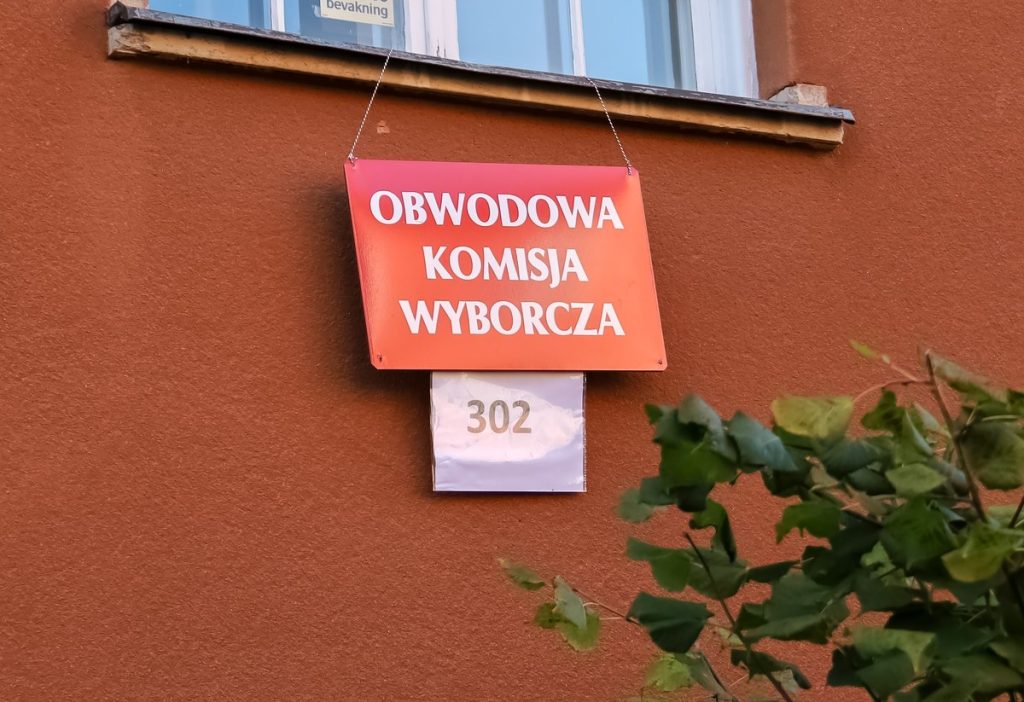 bevakning
OBWODOWA
KOMISJA
WYBORCZA
302